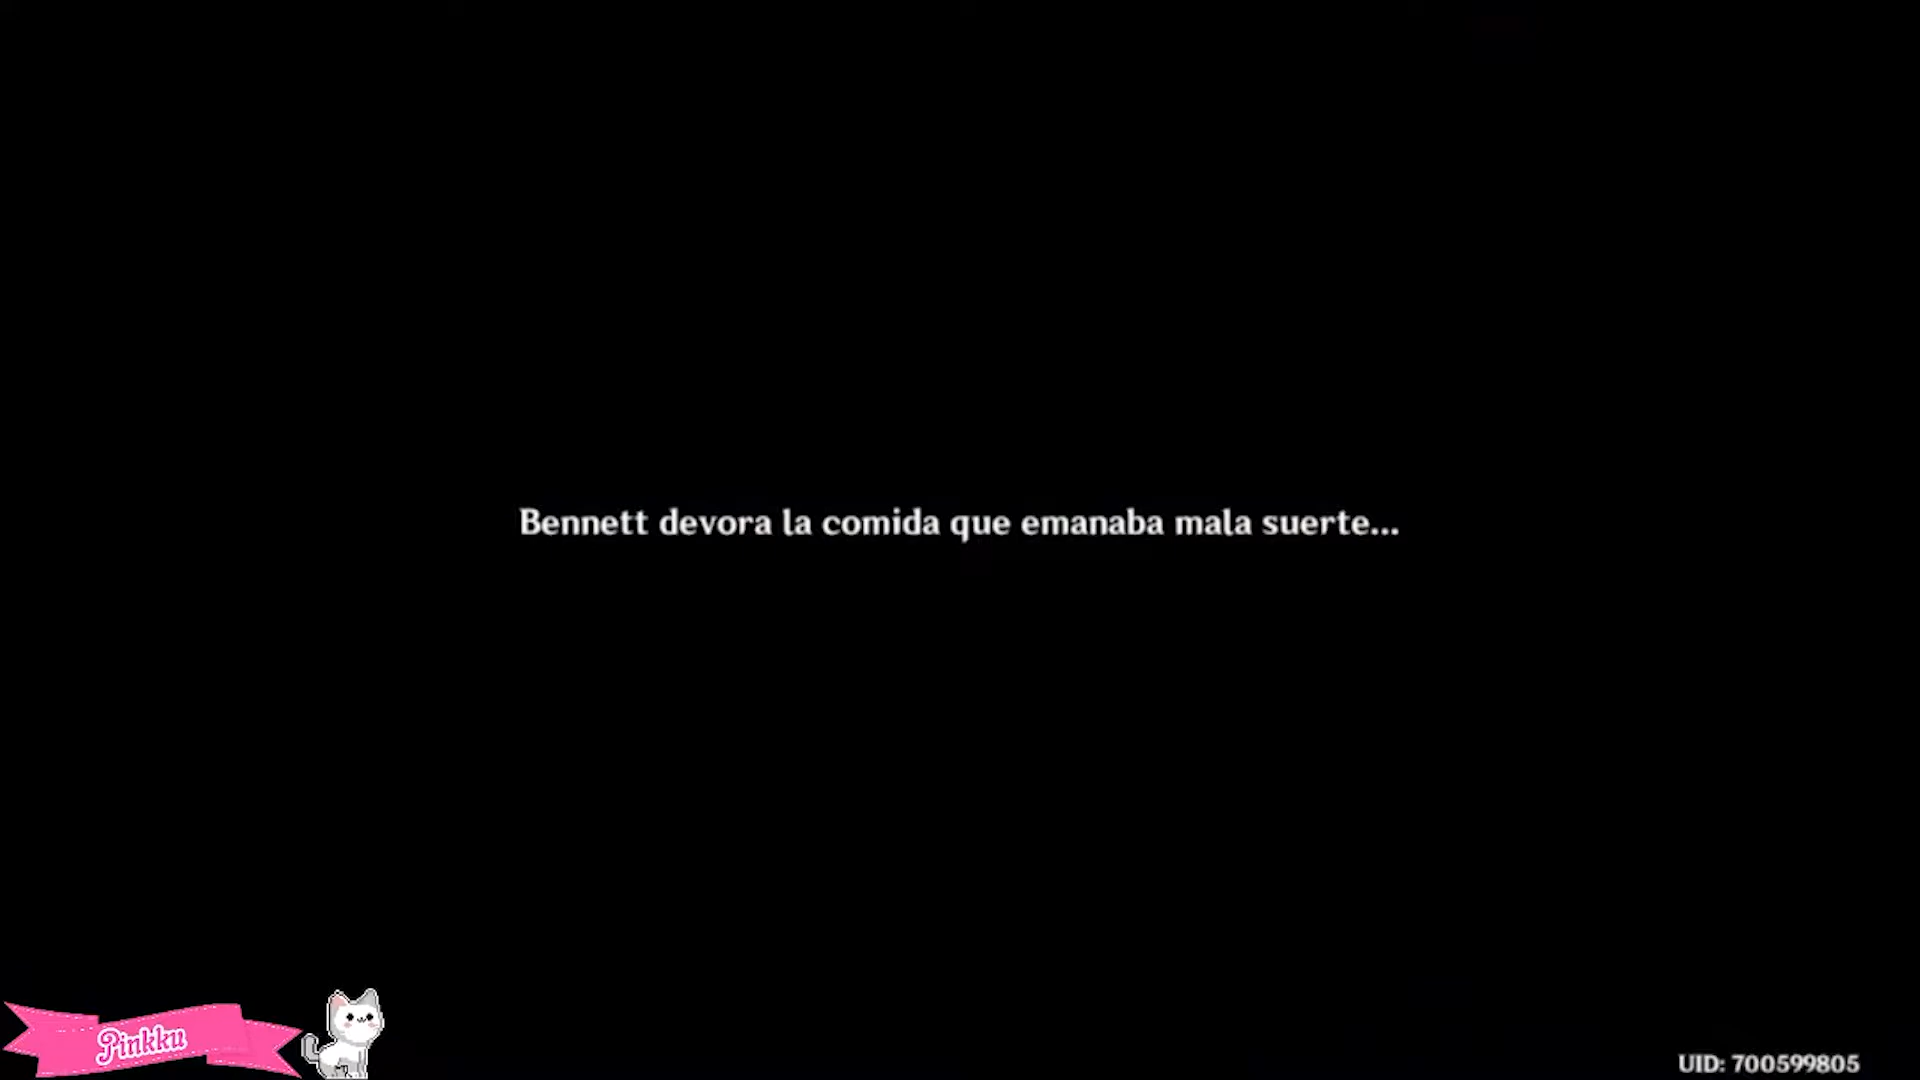 Bennett devora la comida que emanaba mala suerte...
Pinkku
UID: 700599805